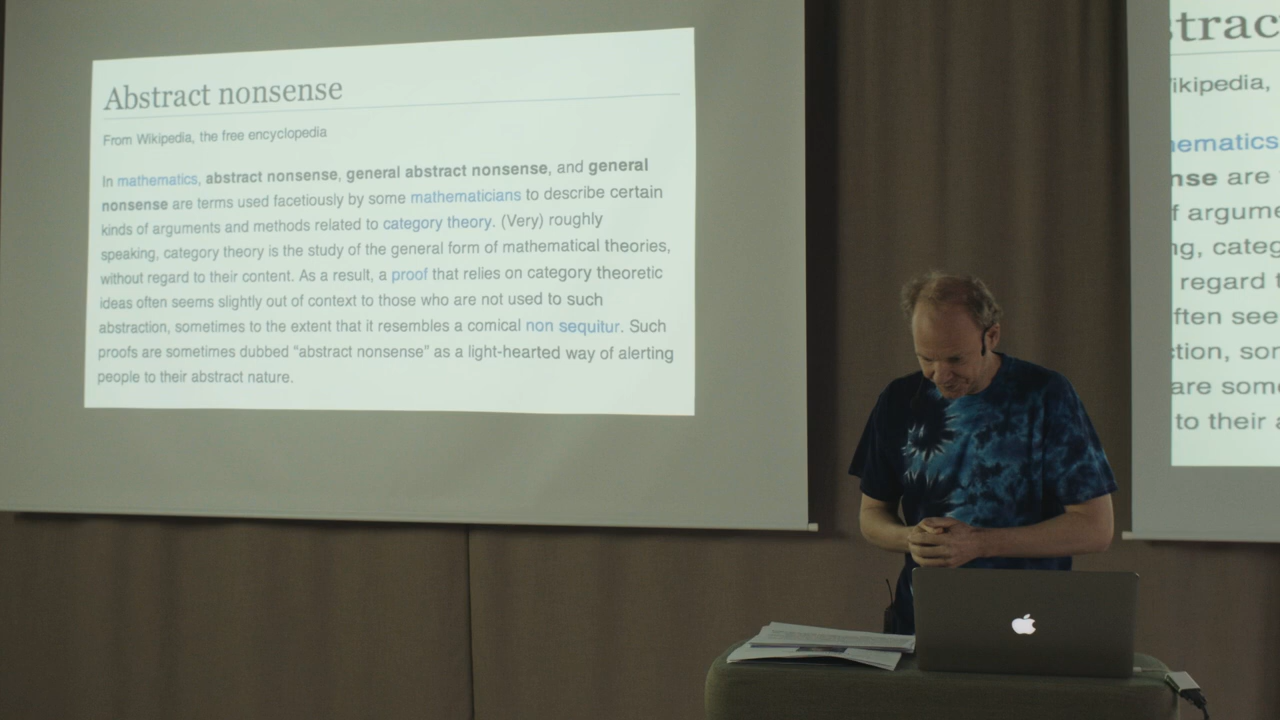 Abstract nonsense
From Wikipedia, the free encyclopedia
In mathematics, abstract nonsense, general abstract nonsense, and general
nonsense are terms used facetiously by some mathematicians to describe certain
kinds of arguments and methods related to category theory. (Very) roughly
speaking, category theory is the study of the general form of mathematical theories,
without regard to their content. As a result, a proof that relies on category theoretic
ideas often seems slightly out of context to those who are not used to such
abstraction, sometimes to the extent that it resembles a comical non sequitur. Such
proofs are sometimes dubbed “abstract nonsense” as a light-hearted way of alerting
people to their abstract nature.
strac
ikipedia,
ematics
nse are
f argume
ng, categ
regard t
ften see
tion, sor
are some
to their a